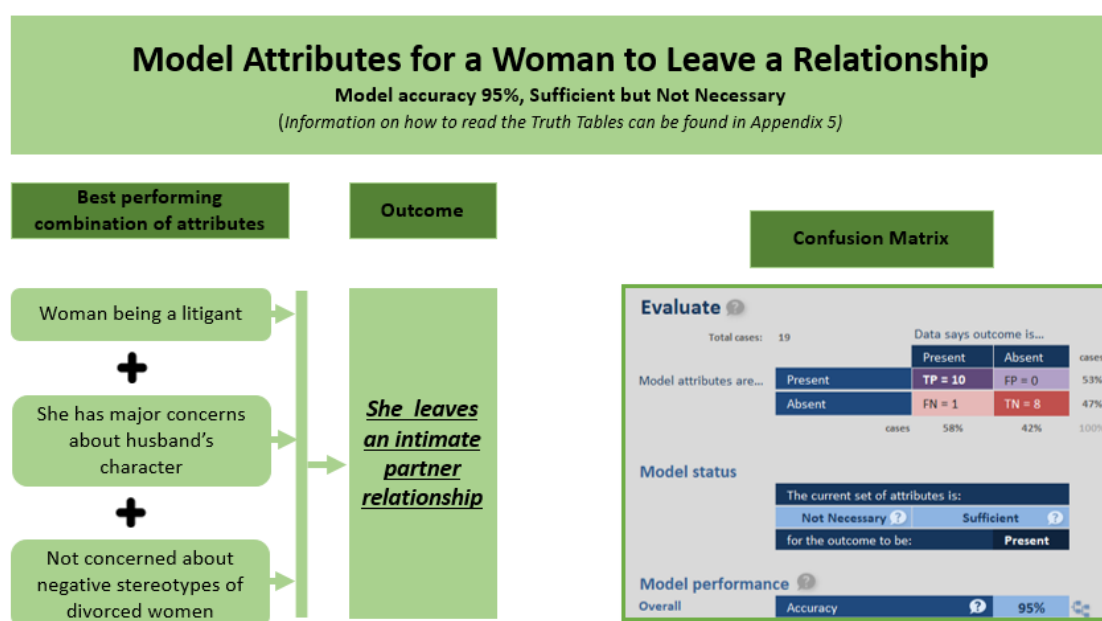 Model Attributes for a Woman to Leave a Relationship
Model accuracy 95%, Sufficient but Not Necessary
(Information on how to read the Truth Tables can be found in Appendix 5)
Best performing
combination of attributes
Outcome
Confusion Matrix
Woman being a litigant
She has major concerns
about husband's
character
Not concerned about
negative stereotypes of
divorced women
She leaves
an intimate
partner
relationship
Evaluate ?
Total cases: 19 Data says outcome is...
Present Absent cases
Model attributes are... Present TP = 10 FP = 0 53%
Absent FN = 1 TN = 8 47%
cases 58% 42% 100%
Model status
The current set of attributes is:
Not Necessary ? Sufficient ?
for the outcome to be: Present
Model performance ?
Overall Accuracy ? 95%